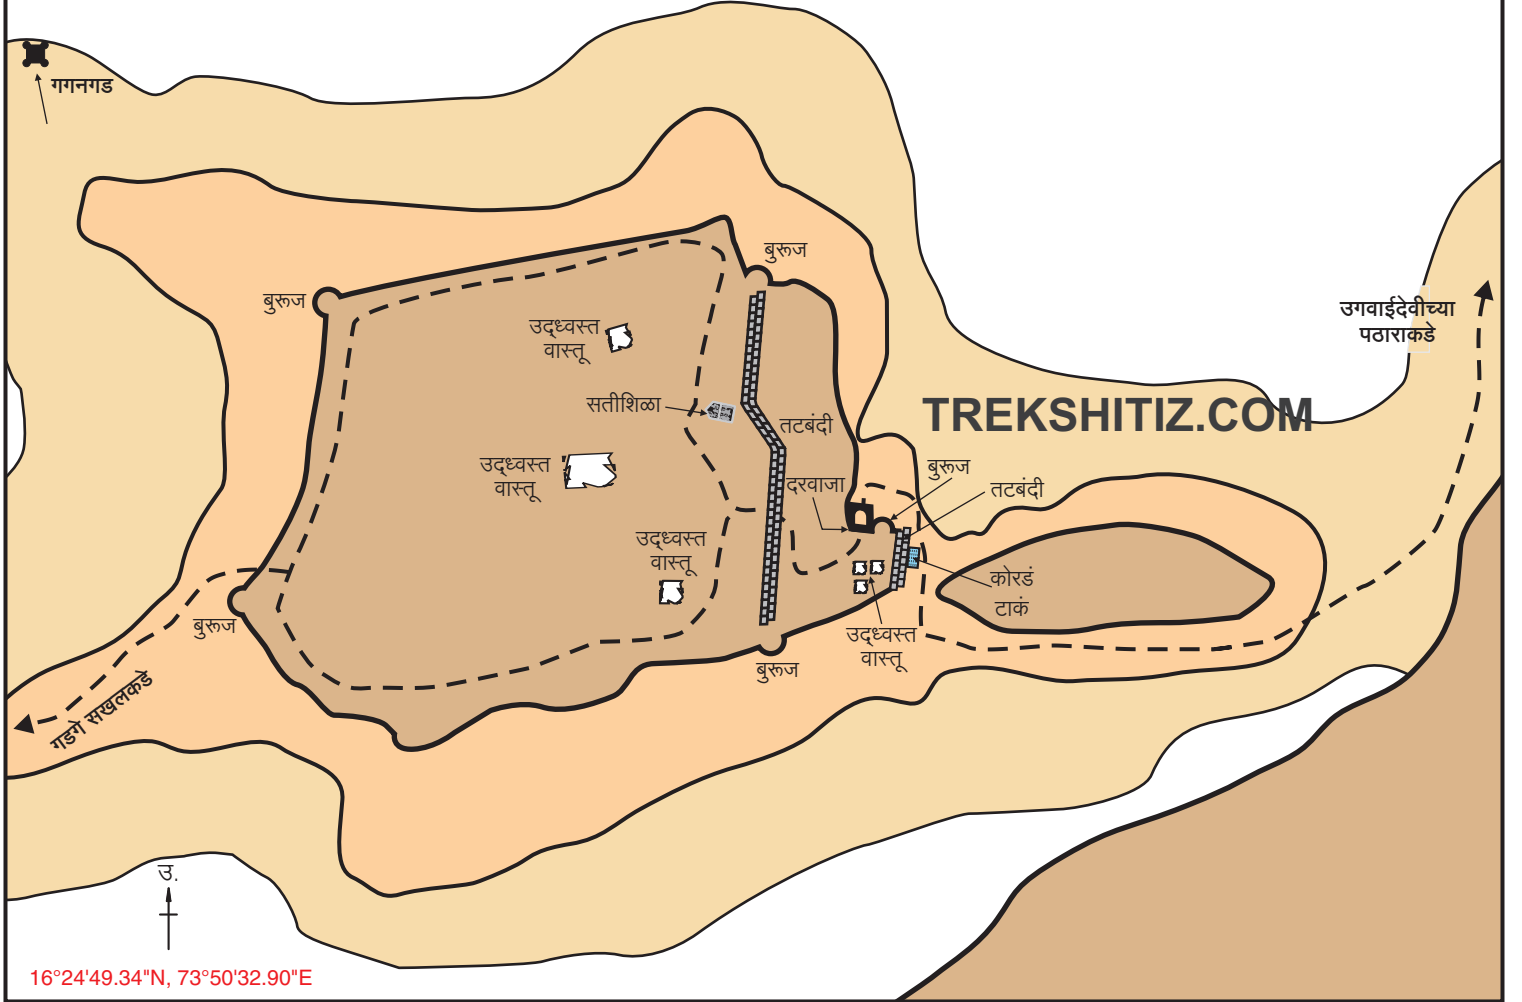 गगनगड
बुरूज
बुरूज
उद्ध्वस्त
वास्तू
उगवाईदेवीच्या
पठाराकडे
सतीशिळा
TREKSHITIZ.COM
तटबंदी
उद्ध्वस्त
वास्तू
बुरूज
दरवाजा
तटबंदी
उद्ध्वस्त
वास्तू
कोरडं
टाकं
बुरूज
उद्ध्वस्त
वास्तू
बुरूज
गडगे सखलकडे
उ.
16°24'49.34"N, 73°50'32.90"E